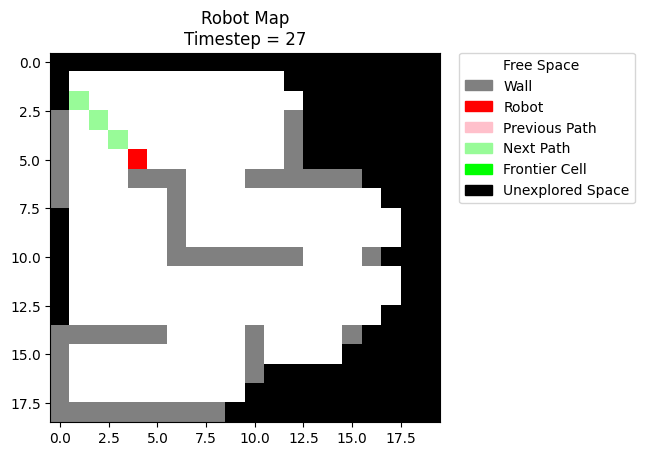 Robot Map
Timestep = 27
0.0
2.5
5.0
7.5
10.0
12.5
15.0
17.5
0.0
2.5
5.0
7.5
10.0
12.5
15.0
17.5
Free Space
Wall
Robot
Previous Path
Next Path
Frontier Cell
Unexplored Space